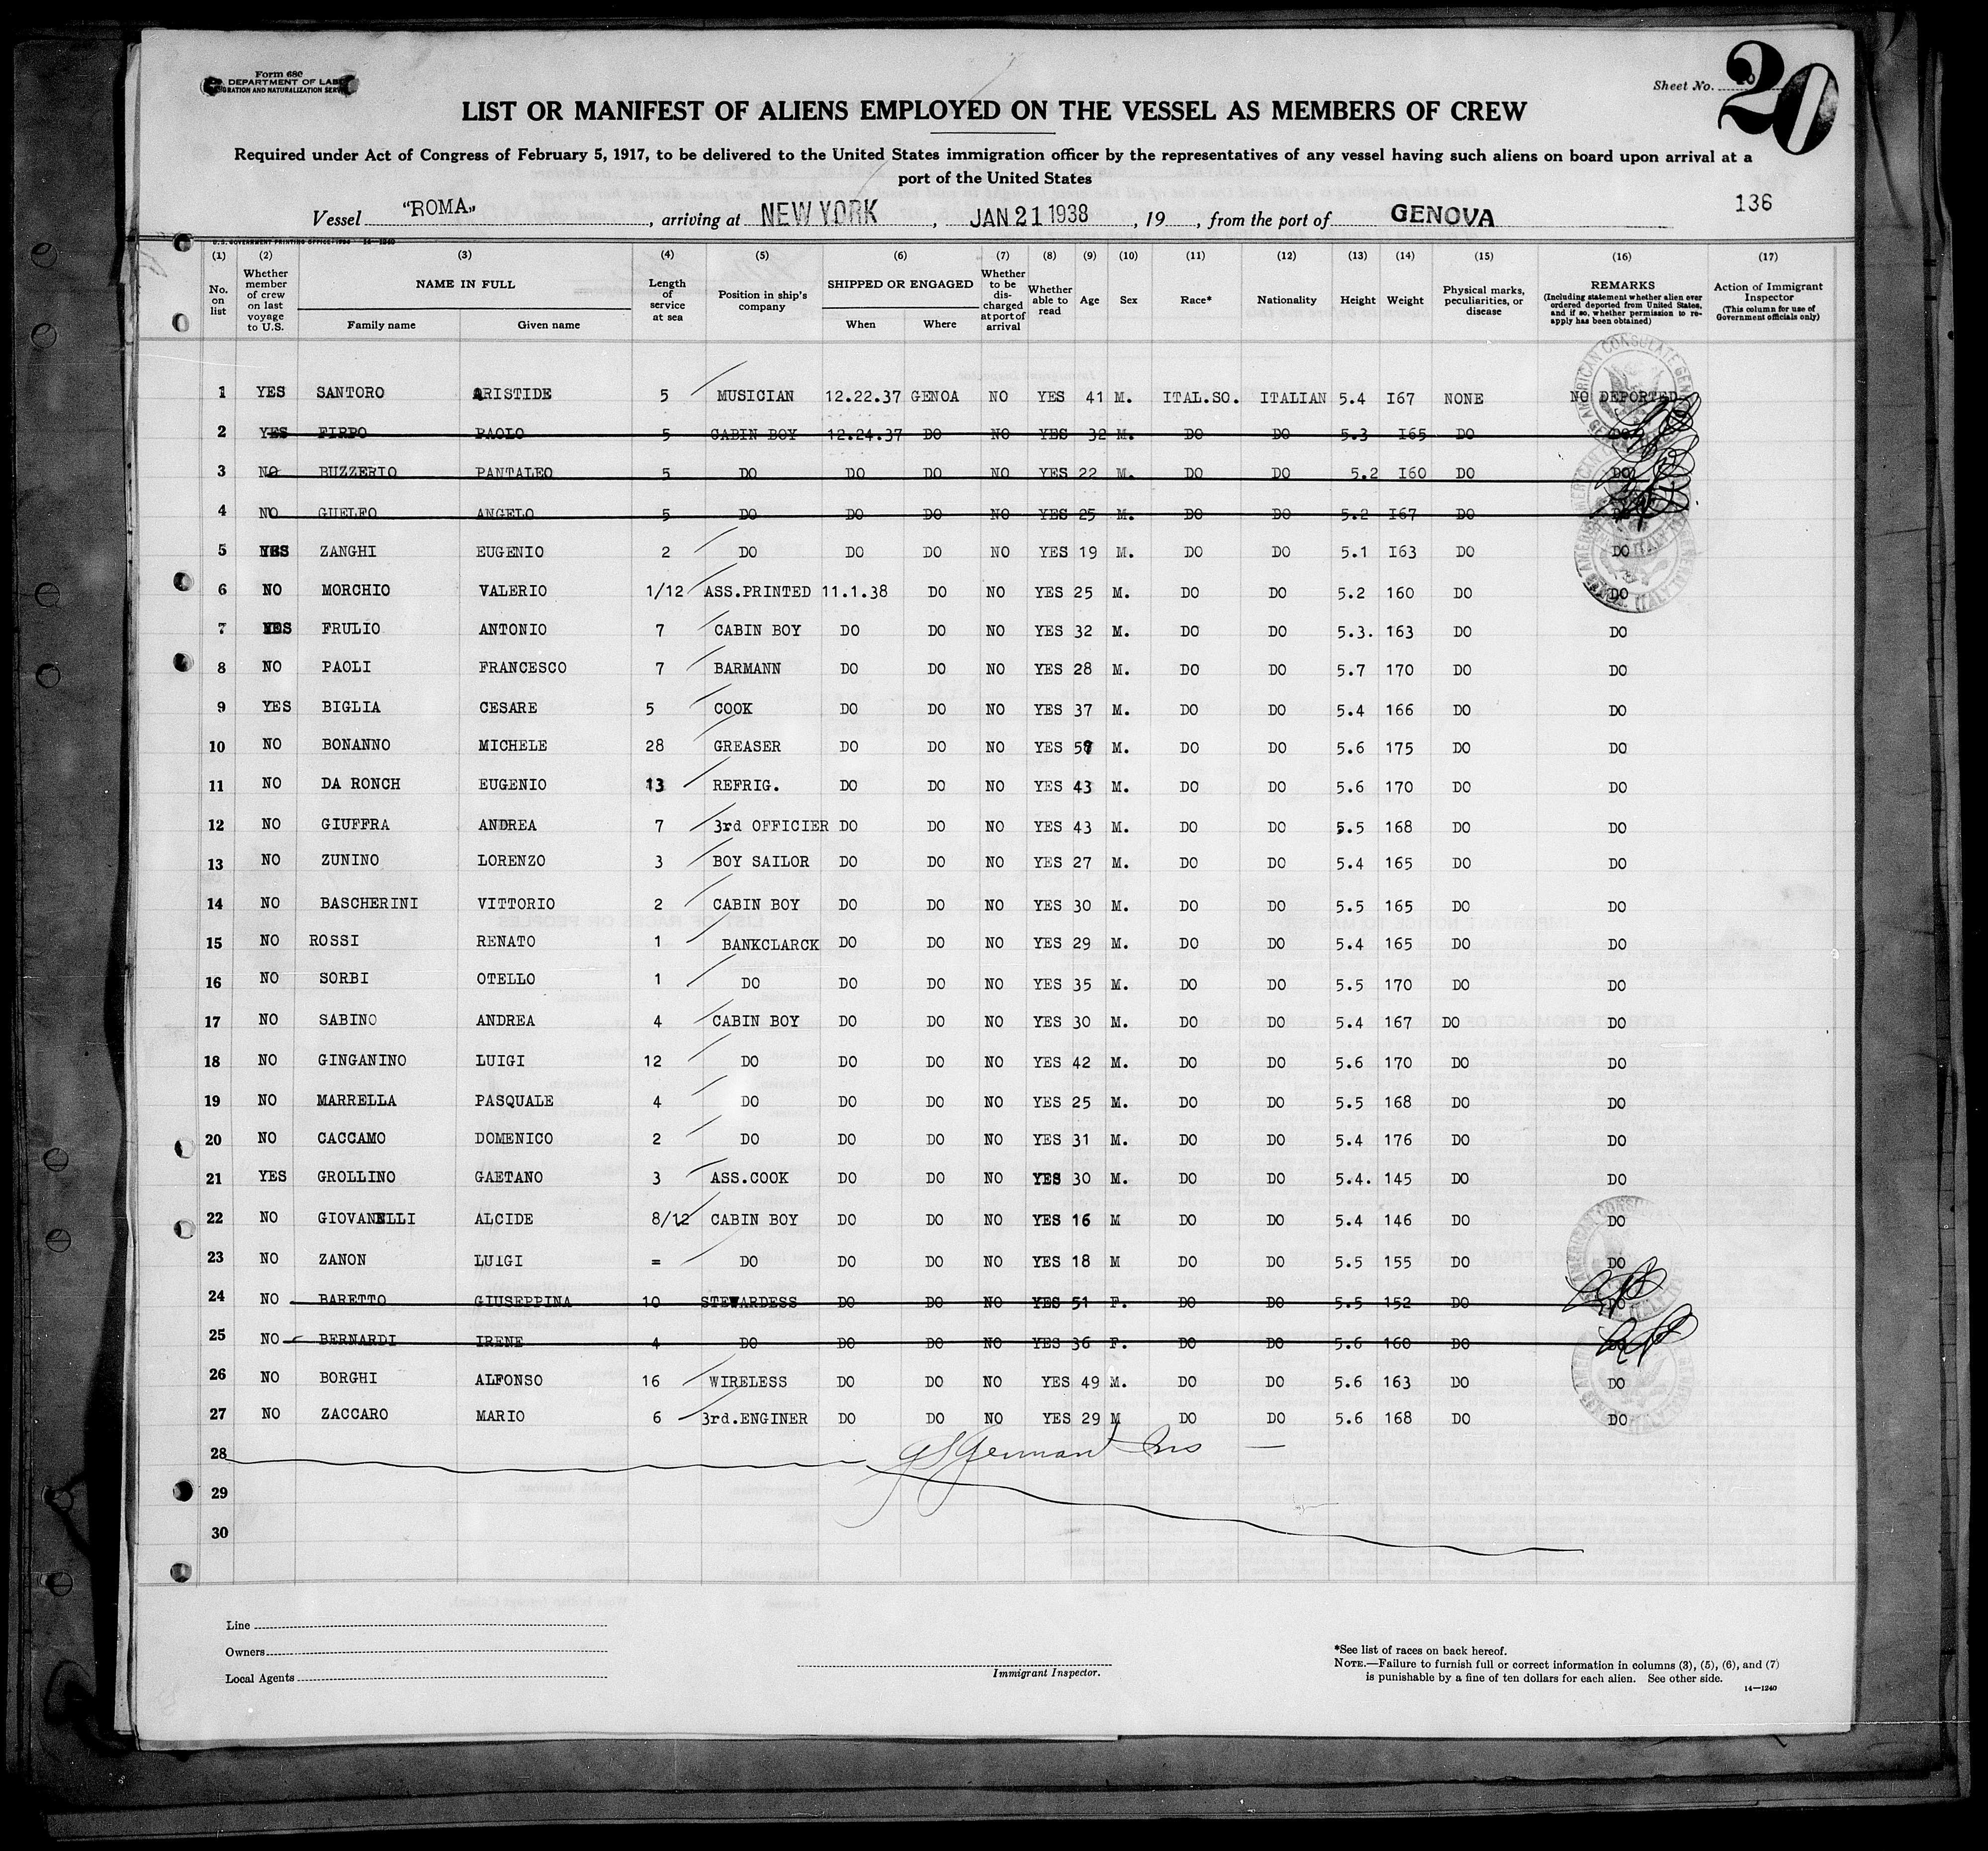 Form 680
U. S. DEPARTMENT OF LABOR
IMMIGRATION AND NATURALIZATION SERVICE
Sheet No. 20
20
LIST OR MANIFEST OF ALIENS EMPLOYED ON THE VESSEL AS MEMBERS OF CREW
Required under Act of Congress of February 5, 1917, to be delivered to the United States immigration officer by the representatives of any vessel having such aliens on board upon arrival at a
port of the United States
136
Vessel "ROMA„ , arriving at NEW YORK , JAN 21 1938 , 19 , from the port of GENOVA
(1) No. on list (2) Whether member of crew on last voyage to U.S. (3) NAME IN FULL Family name Given name (4) Length of service at sea (5) Position in ship's company (6) SHIPPED OR ENGAGED When Where (7) Whether to be discharged at port of arrival (8) Whether able to read (9) Age (10) Sex (11) Race* (12) Nationality (13) Height (14) Weight (15) Physical marks, peculiarities, or disease (16) REMARKS (Including statement whether alien ever ordered deported from United States, and if so, whether permission to re-apply has been obtained) (17) Action of Immigrant Inspector (This column for use of Government officials only)
1 YES SANTORO ARISTIDE 5 MUSICIAN 12.22.37 GENOA NO YES 41 M. ITAL.SO. ITALIAN 5.4 I67 NONE NO DEPORTED
2 YES FIRPO PAOLO 5 CABIN BOY 12.24.37 DO NO YES 32 M. DO DO 5.3 I65 DO DO
3 NO BUZZERIO PANTALEO 5 DO DO DO NO YES 22 M. DO DO 5.2 I60 DO DO
4 NO GUELFO ANGELO 5 DO DO DO NO YES 25 M. DO DO 5.2 I67 DO DO
5 YES ZANGHI EUGENIO 2 DO DO DO NO YES 19 M. DO DO 5.1 I63 DO DO
6 NO MORCHIO VALERIO 1/12 ASS.PRINTED 11.1.38 DO NO YES 25 M. DO DO 5.2 160 DO DO
7 YES FRULIO ANTONIO 7 CABIN BOY DO DO NO YES 32 M. DO DO 5.3. 163 DO DO
8 NO PAOLI FRANCESCO 7 BARMANN DO DO NO YES 28 M. DO DO 5.7 170 DO DO
9 YES BIGLIA CESARE 5 COOK DO DO NO YES 37 M. DO DO 5.4 166 DO DO
10 NO BONANNO MICHELE 28 GREASER DO DO NO YES M. DO DO 5.6 175 DO DO
11 NO DA RONCH EUGENIO 13 REFRIG. DO DO NO YES 43 M. DO DO 5.6 170 DO DO
12 NO GIUFFRA ANDREA 7 3rd OFFICIER DO DO NO YES 43 M. DO DO 5.5 168 DO DO
13 NO ZUNINO LORENZO 3 BOY SAILOR DO DO NO YES 27 M. DO DO 5.4 165 DO DO
14 NO BASCHERINI VITTORIO 2 CABIN BOY DO DO NO YES 30 M. DO DO 5.5 165 DO DO
15 NO ROSSI RENATO 1 BANKCLARCK DO DO NO YES 29 M. DO DO 5.4 165 DO DO
16 NO SORBI OTELLO 1 DO DO DO NO YES 35 M. DO DO 5.5 170 DO DO
17 NO SABINO ANDREA 4 CABIN BOY DO DO NO YES 30 M. DO DO 5.4 167 DO DO
18 NO GINGANINO LUIGI 12 DO DO DO NO YES 42 M. DO DO 5.6 170 DO DO
19 NO MARRELLA PASQUALE 4 DO DO DO NO YES 25 M. DO DO 5.5 168 DO DO
20 NO CACCAMO DOMENICO 2 DO DO DO NO YES 31 M. DO DO 5.4 176 DO DO
21 YES GROLLINO GAETANO 3 ASS.COOK DO DO NO YES 30 M. DO DO 5.4. 145 DO DO
22 NO GIOVANELLI ALCIDE 8/12 CABIN BOY DO DO NO YES 16 M DO DO 5.4 146 DO DO
23 NO ZANON LUIGI = DO DO DO NO YES 18 M DO DO 5.5 155 DO DO
24 NO BARETTO GIUSEPPINA 10 STEWARDESS DO DO NO YES 51 F. DO DO 5.5 152 DO DO
25 NO BERNARDI IRENE 4 DO DO DO NO YES 36 F. DO DO 5.6 160 DO DO
26 NO BORGHI ALFONSO 16 WIRELESS DO DO NO YES 49 M. DO DO 5.6 163 DO DO
27 NO ZACCARO MARIO 6 3rd.ENGINER DO DO NO YES 29 M DO DO 5.6 168 DO DO
28
29
30
Line
Owners
Local Agents
Immigrant Inspector.
*See list of races on back hereof.
NOTE.—Failure to furnish full or correct information in columns (3), (5), (6), and (7)
is punishable by a fine of ten dollars for each alien. See other side.
14—1240